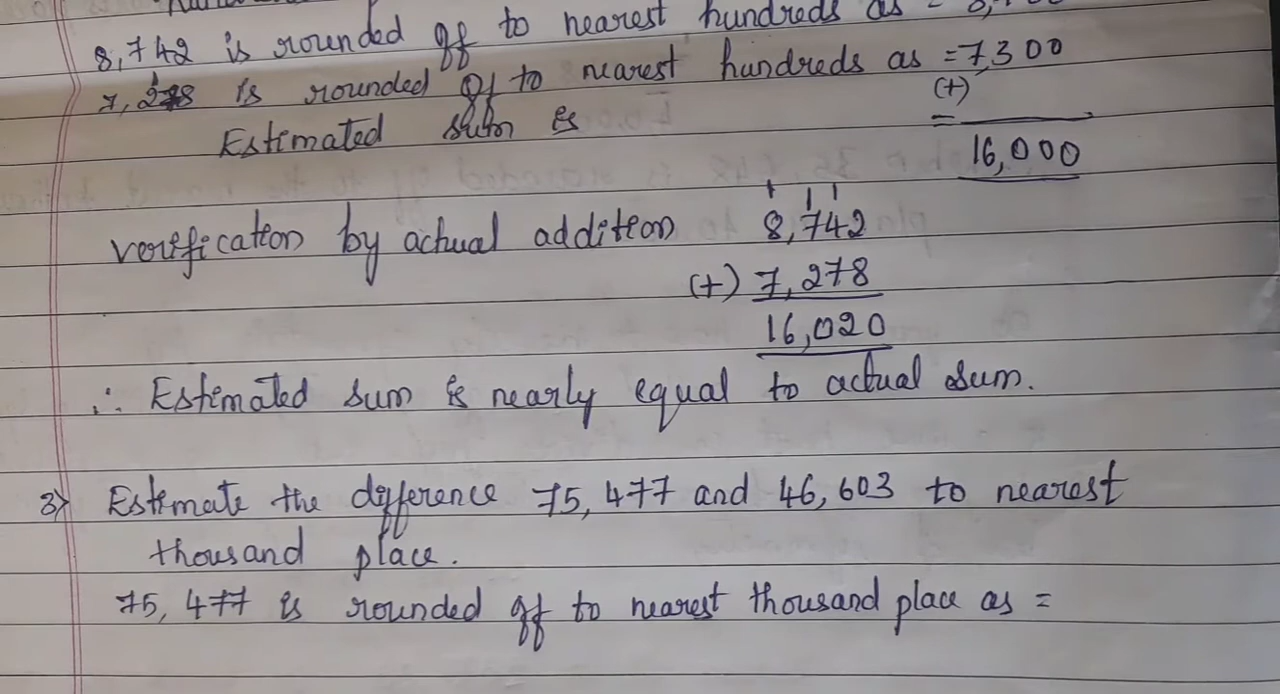 8,742 is rounded off to nearest hundreds as =
7,278 is rounded off to nearest hundreds as = 7,300
(+)
Estimated sum is =
16,000
verification by actual addition 8,742
(+) 7,278
16,020
∴ Estimated sum is nearly equal to actual sum.
3) Estimate the difference 75,477 and 46,603 to nearest
thousand place.
75,477 is rounded off to nearest thousand place as =